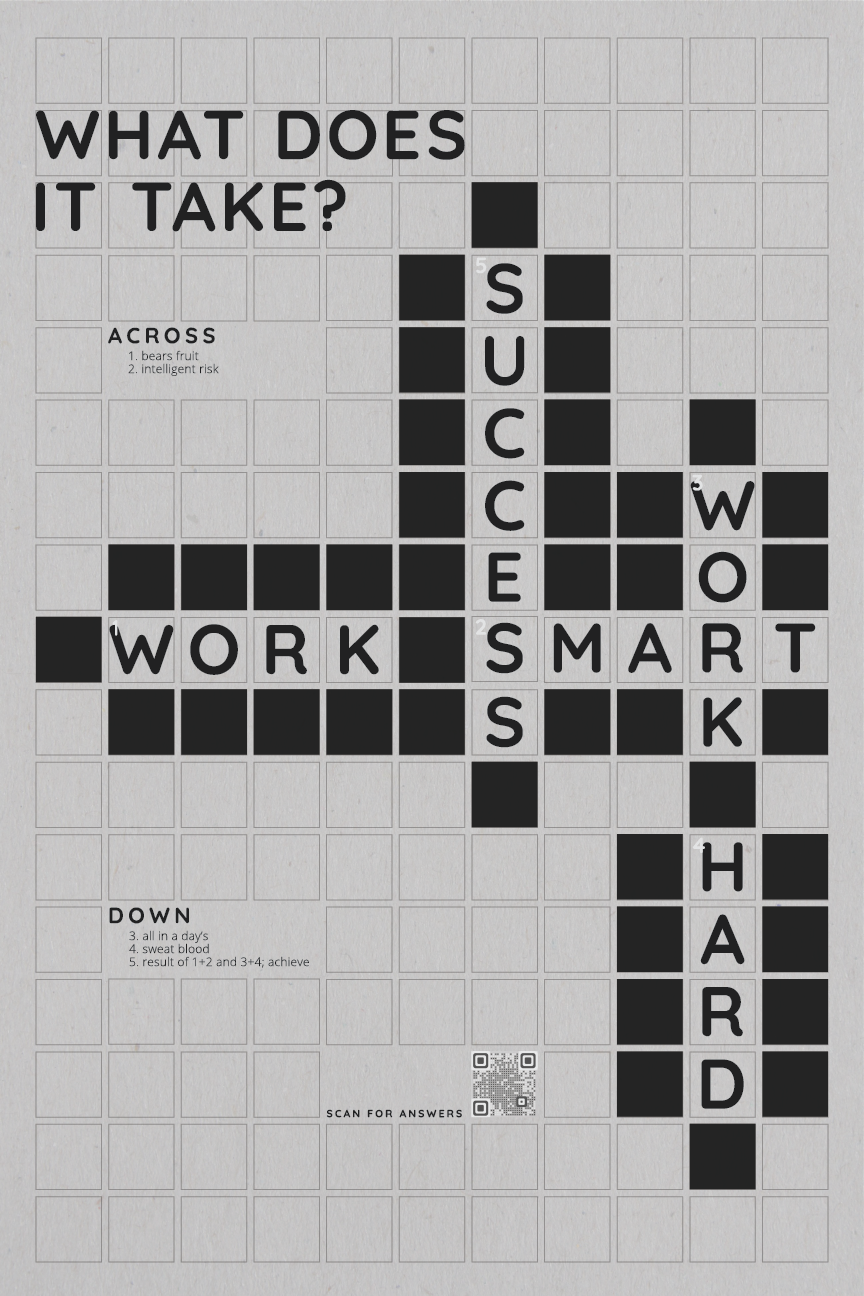 WHAT DOES
IT TAKE?
5
S
U
ACROSS
1. bears fruit
2. intelligent risk
C
C
3
W
E
O
1
WORK
2
SMART
S
K
4
H
DOWN
3. all in a day's
4. sweat blood
5. result of 1+2 and 3+4; achieve
A
R
D
SCAN FOR ANSWERS